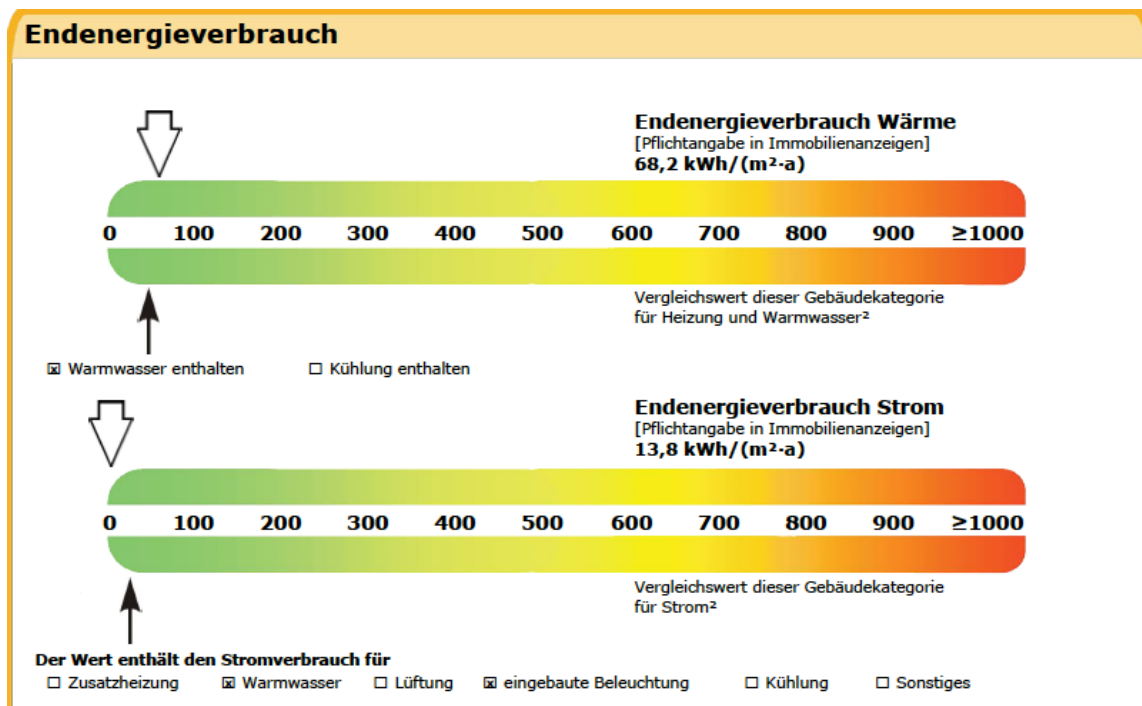 Endenergieverbrauch
Endenergieverbrauch Wärme
[Pflichtangabe in Immobilienanzeigen]
68,2 kWh/(m²·a)
0 100 200 300 400 500 600 700 800 900 ≥1000
Vergleichswert dieser Gebäudekategorie
für Heizung und Warmwasser²
☒ Warmwasser enthalten ☐ Kühlung enthalten
Endenergieverbrauch Strom
[Pflichtangabe in Immobilienanzeigen]
13,8 kWh/(m²·a)
0 100 200 300 400 500 600 700 800 900 ≥1000
Vergleichswert dieser Gebäudekategorie
für Strom²
Der Wert enthält den Stromverbrauch für
☐ Zusatzheizung ☒ Warmwasser ☐ Lüftung ☒ eingebaute Beleuchtung ☐ Kühlung ☐ Sonstiges